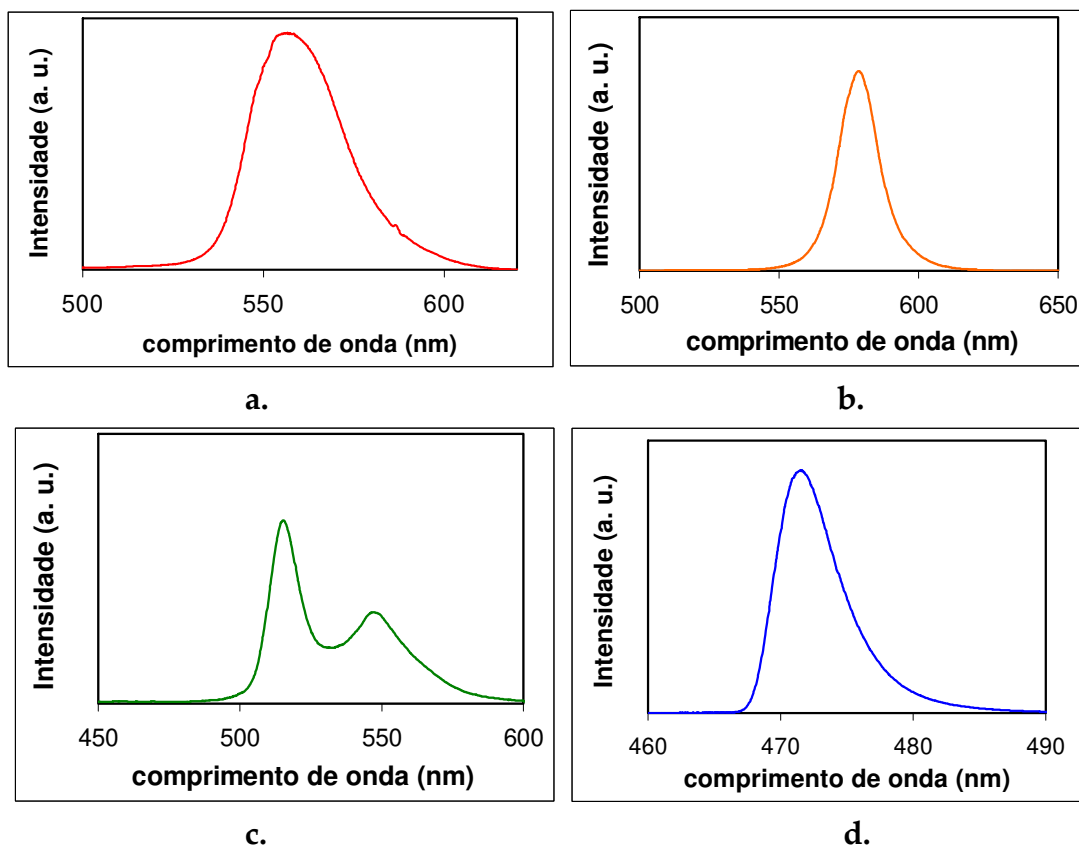 Intensidade (a. u.)
500 550 600
comprimento de onda (nm)
a.
Intensidade (a. u.)
500 550 600 650
comprimento de onda (nm)
b.
Intensidade (a. u.)
450 500 550 600
comprimento de onda (nm)
c.
Intensidade (a. u.)
460 470 480 490
comprimento de onda (nm)
d.